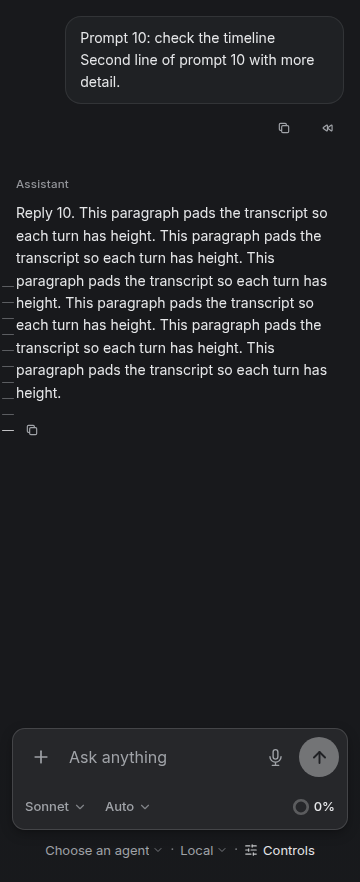 Prompt 10: check the timeline
Second line of prompt 10 with more
detail.
Assistant
Reply 10. This paragraph pads the transcript so
each turn has height. This paragraph pads the
transcript so each turn has height. This
paragraph pads the transcript so each turn has
height. This paragraph pads the transcript so
each turn has height. This paragraph pads the
transcript so each turn has height. This
paragraph pads the transcript so each turn has
height.
Ask anything
Sonnet Auto 0%
Choose an agent · Local · Controls